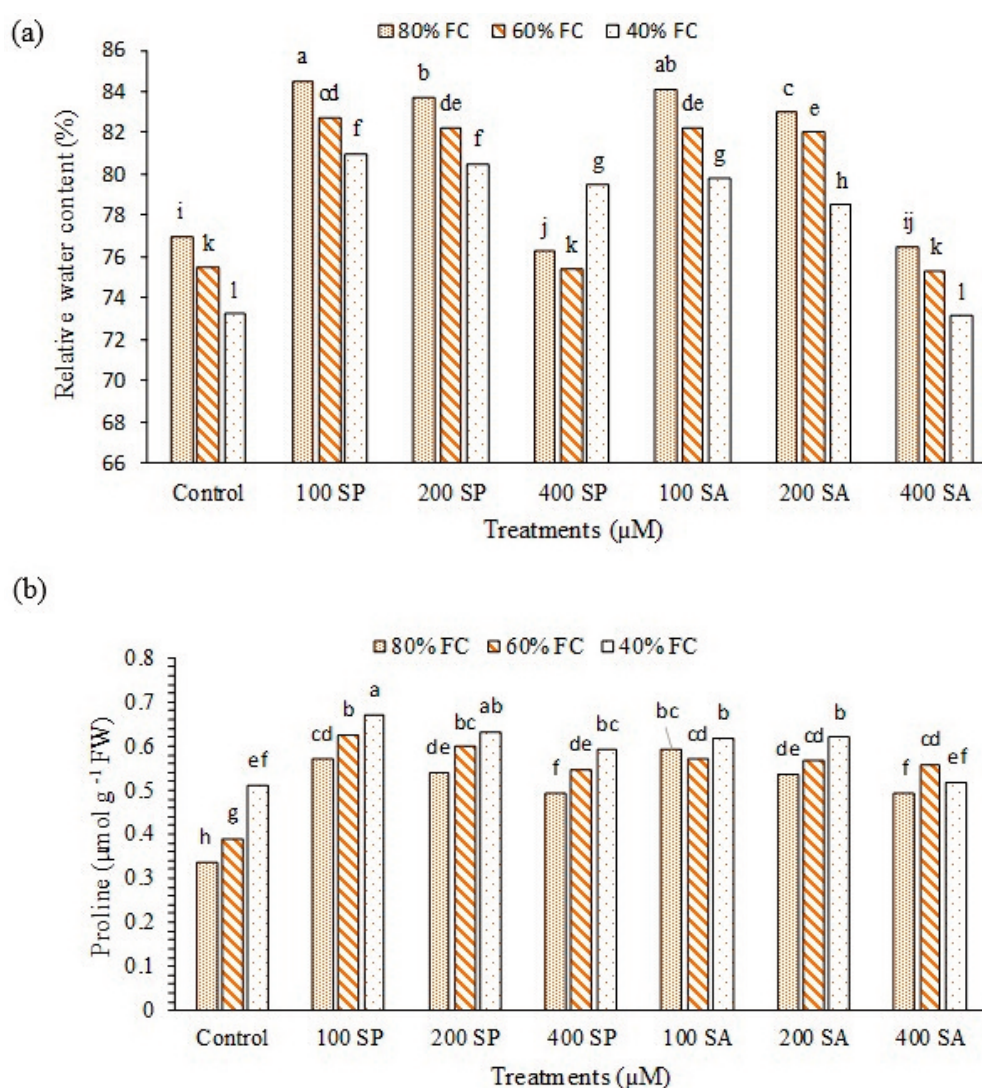 (a)
80% FC 60% FC 40% FC
86
84
82
80
78
76
74
72
70
68
66
Relative water content (%)
i k l
a cd f
b de f
j k g
ab de g
c e h
ij k l
Control 100 SP 200 SP 400 SP 100 SA 200 SA 400 SA
Treatments (µM)
(b)
80% FC 60% FC 40% FC
0.8
0.7
0.6
0.5
0.4
0.3
0.2
0.1
0
Proline (µmol g⁻¹ FW)
h g ef
cd b a
de bc ab
f de bc
bc cd b
de cd b
f cd ef
Control 100 SP 200 SP 400 SP 100 SA 200 SA 400 SA
Treatments (µM)